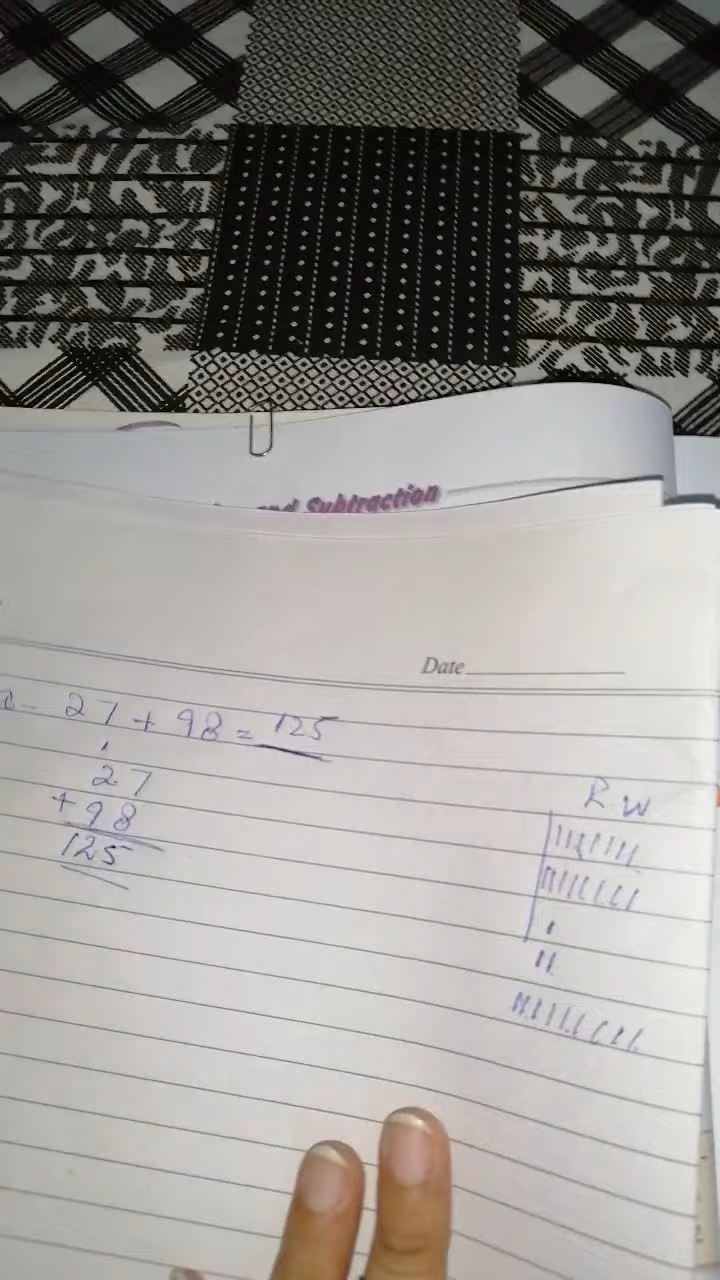 and Subtraction
Date
27 + 98 = 125
27
+ 98
125
R W